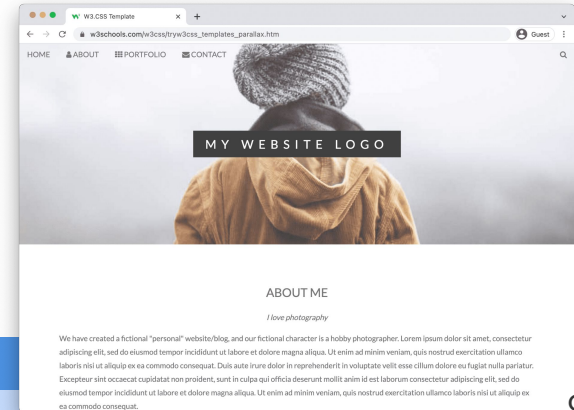 W3.CSS Template
w3schools.com/w3css/tryw3css_templates_parallax.htm
Guest
HOME ABOUT PORTFOLIO CONTACT
MY WEBSITE LOGO
ABOUT ME
I love photography
We have created a fictional "personal" website/blog, and our fictional character is a hobby photographer. Lorem ipsum dolor sit amet, consectetur
adipiscing elit, sed do eiusmod tempor incididunt ut labore et dolore magna aliqua. Ut enim ad minim veniam, quis nostrud exercitation ullamco
laboris nisi ut aliquip ex ea commodo consequat. Duis aute irure dolor in reprehenderit in voluptate velit esse cillum dolore eu fugiat nulla pariatur.
Excepteur sint occaecat cupidatat non proident, sunt in culpa qui officia deserunt mollit anim id est laborum consectetur adipiscing elit, sed do
eiusmod tempor incididunt ut labore et dolore magna aliqua. Ut enim ad minim veniam, quis nostrud exercitation ullamco laboris nisi ut aliquip ex
ea commodo consequat.